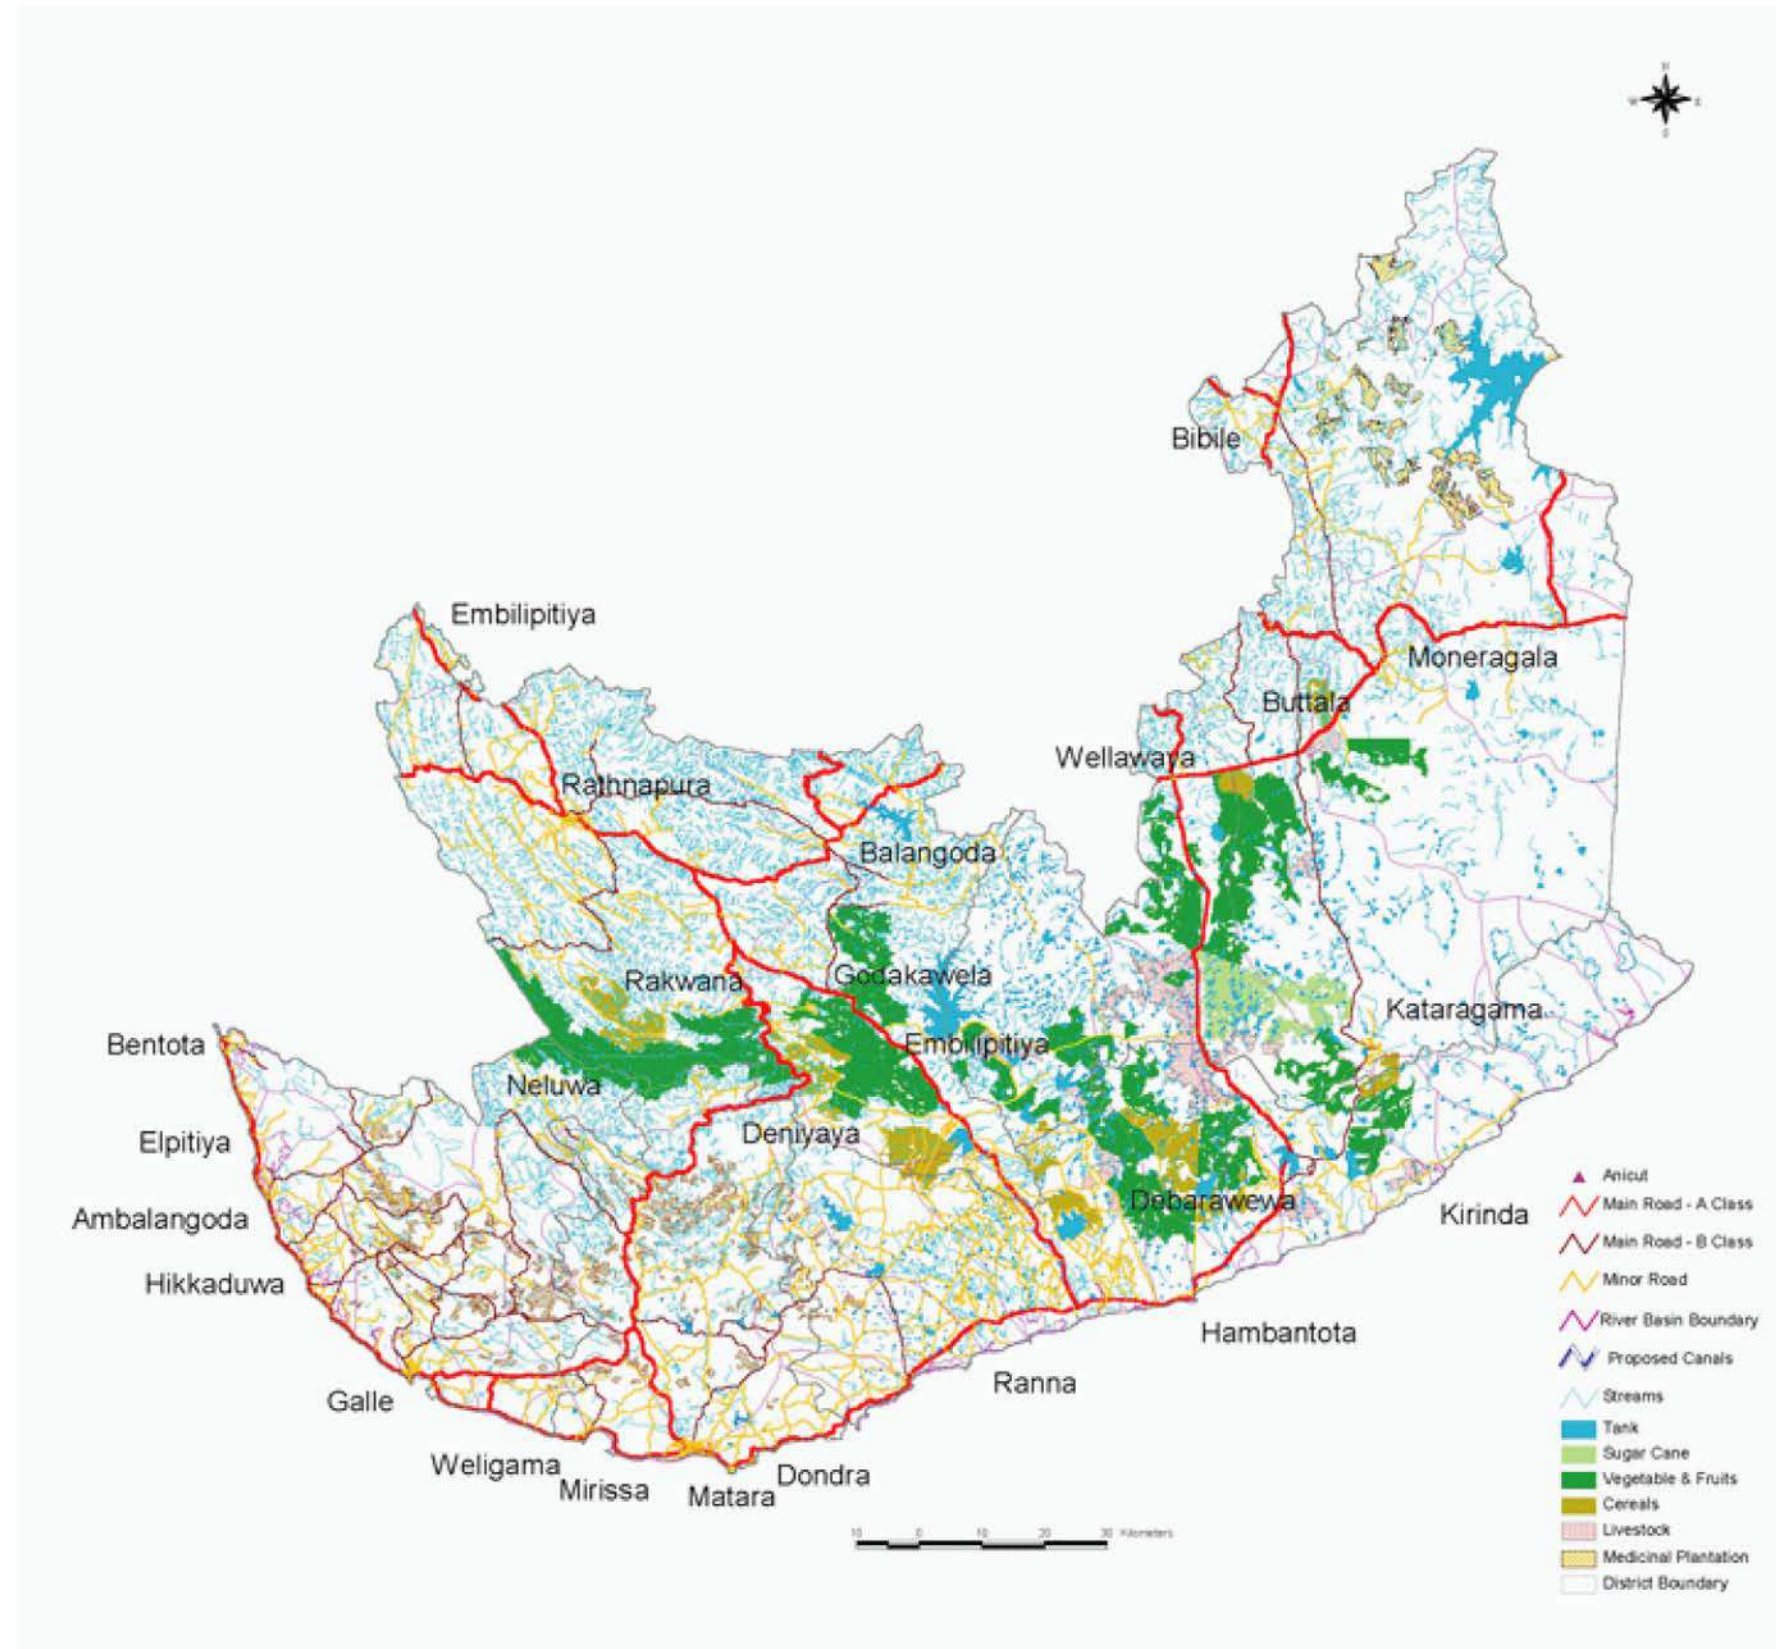 N
W
E
S
Bibile
Embilipitiya
Moneragala
Buttala
Wellawaya
Rathnapura
Balangoda
Rakwana
Godakawela
Kataragama
Bentota
Embilipitiya
Neluwa
Deniyaya
Elpitiya
Debarawewa
Ambalangoda
Kirinda
Hikkaduwa
Hambantota
Ranna
Galle
Weligama
Mirissa
Matara
Dondra
10 0 10 20 30 Kilometers
Anicut
Main Road - A Class
Main Road - B Class
Minor Road
River Basin Boundary
Proposed Canals
Streams
Tank
Sugar Cane
Vegetable & Fruits
Cereals
Livestock
Medicinal Plantation
District Boundary